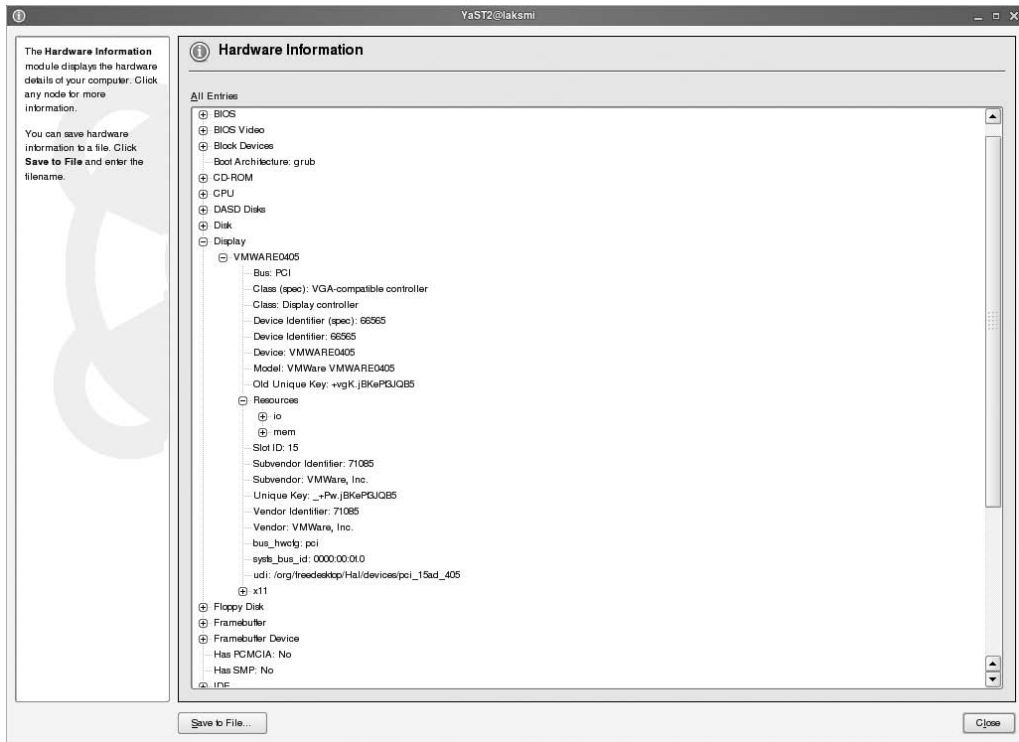 YaST2@laksmi
The Hardware Information
module displays the hardware
details of your computer. Click
any node for more
information.
You can save hardware
information to a file. Click
Save to File and enter the
filename.
Hardware Information
All Entries
BIOS
BIOS Video
Block Devices
Boot Architecture: grub
CD-ROM
CPU
DASD Disks
Disk
Display
VMWARE0405
Bus: PCI
Class (spec): VGA-compatible controller
Class: Display controller
Device Identifier (spec): 66565
Device Identifier: 66565
Device: VMWARE0405
Model: VMWare VMWARE0405
Old Unique Key: +vgK.jBKePf3JQB5
Resources
io
mem
Slot ID: 15
Subvendor Identifier: 71085
Subvendor: VMWare, Inc.
Unique Key: _+Pw.jBKePf3JQB5
Vendor Identifier: 71085
Vendor: VMWare, Inc.
bus_hwcfg: pci
sysfs_bus_id: 0000:00:0f.0
udi: /org/freedesktop/Hal/devices/pci_15ad_405
x11
Floppy Disk
Framebuffer
Framebuffer Device
Has PCMCIA: No
Has SMP: No
IDE
Save to File...
Close